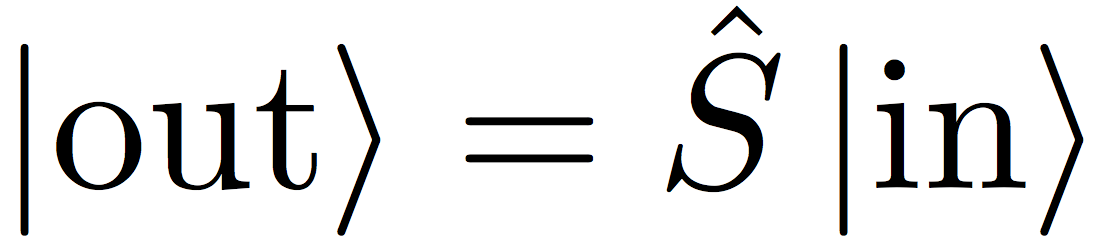 |out⟩ = Ŝ |in⟩